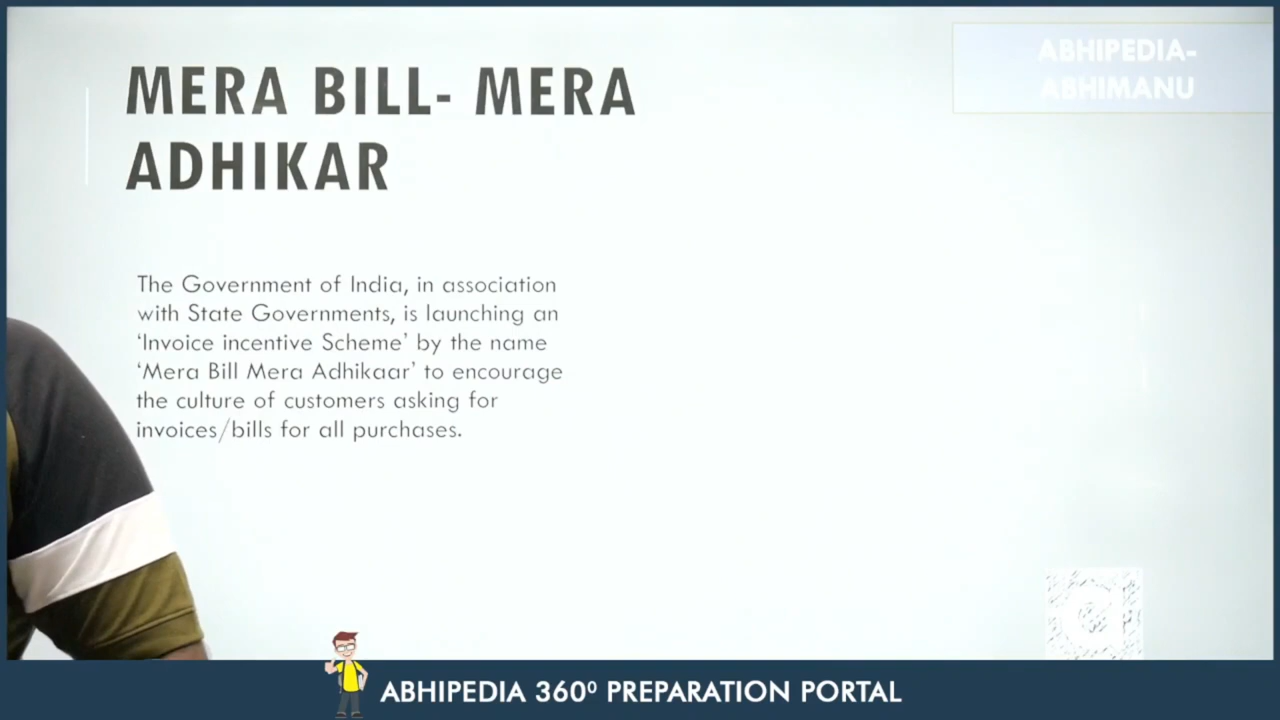 MERA BILL- MERA
ADHIKAR
ABHIPEDIA-
ABHIMANU
The Government of India, in association
with State Governments, is launching an
‘Invoice incentive Scheme’ by the name
‘Mera Bill Mera Adhikaar’ to encourage
the culture of customers asking for
invoices/bills for all purchases.
ABHIPEDIA 360⁰ PREPARATION PORTAL